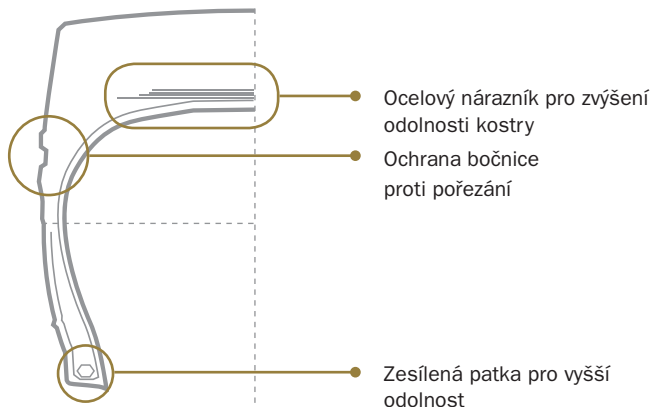 Ocelový nárazník pro zvýšení
odolnosti kostry
Ochrana bočnice
proti pořezání
Zesílená patka pro vyšší
odolnost